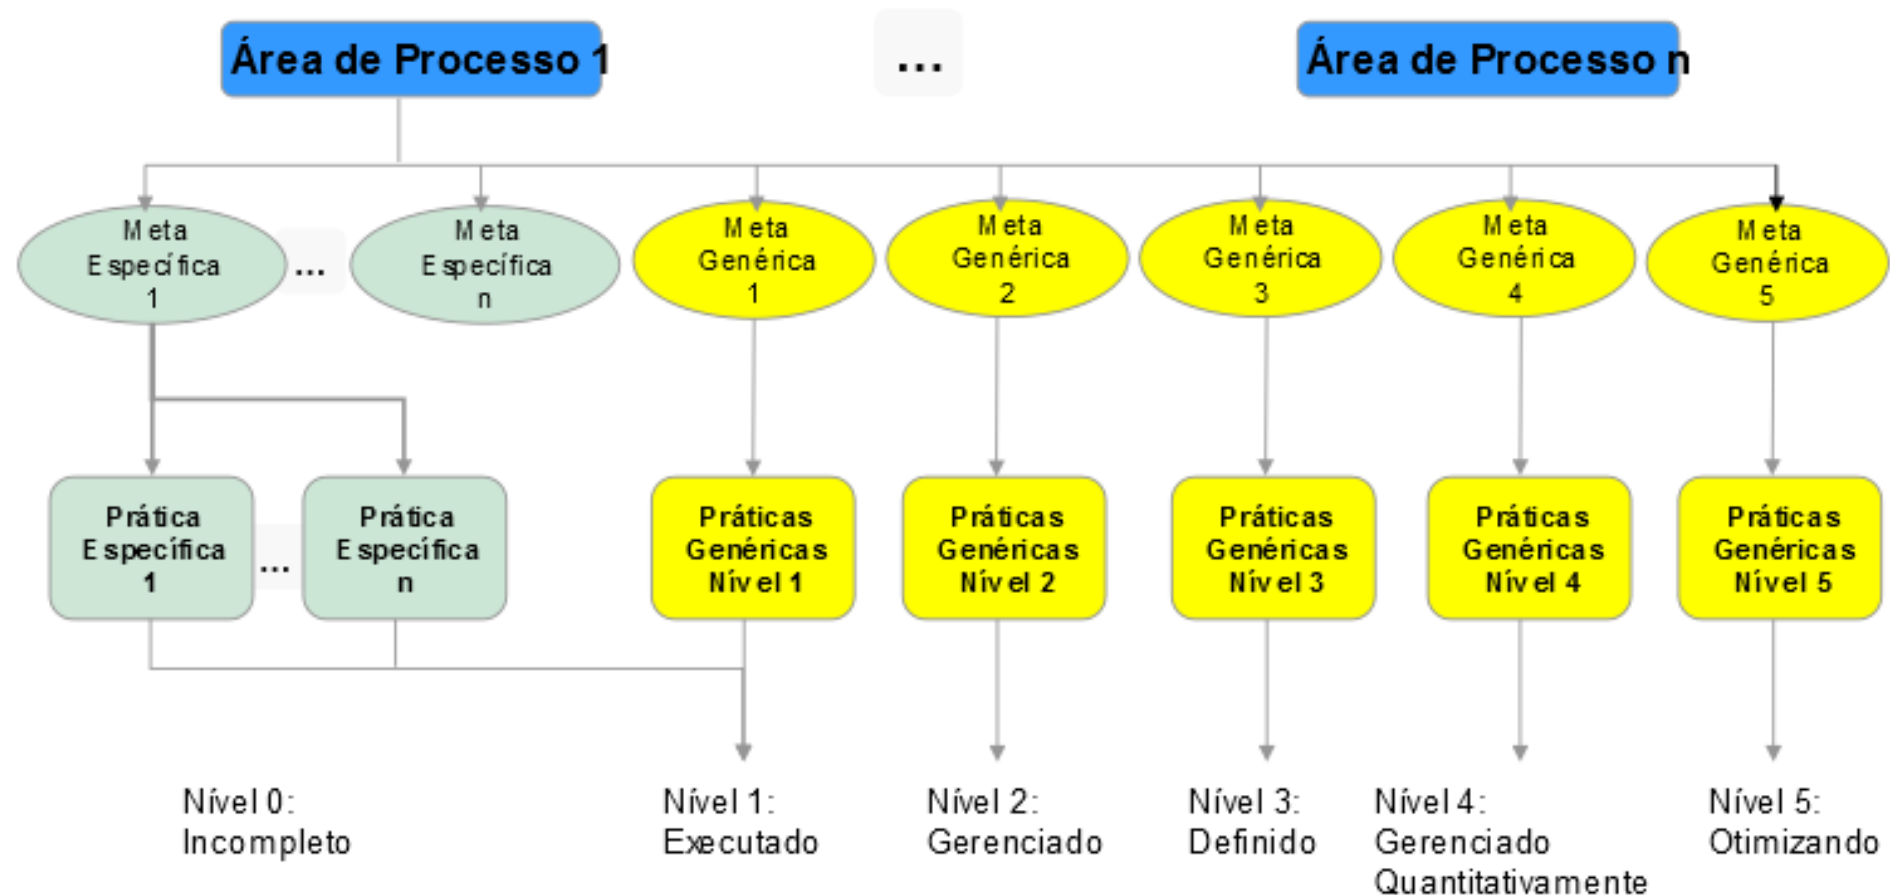 Área de Processo 1
...
Área de Processo n
Meta
Específica
1
...
Meta
Específica
n
Meta
Genérica
1
Meta
Genérica
2
Meta
Genérica
3
Meta
Genérica
4
Meta
Genérica
5
Prática
Específica
1
...
Prática
Específica
n
Práticas
Genéricas
Nível 1
Práticas
Genéricas
Nível 2
Práticas
Genéricas
Nível 3
Práticas
Genéricas
Nível 4
Práticas
Genéricas
Nível 5
Nível 0:
Incompleto
Nível 1:
Executado
Nível 2:
Gerenciado
Nível 3:
Definido
Nível 4:
Gerenciado
Quantitativamente
Nível 5:
Otimizando